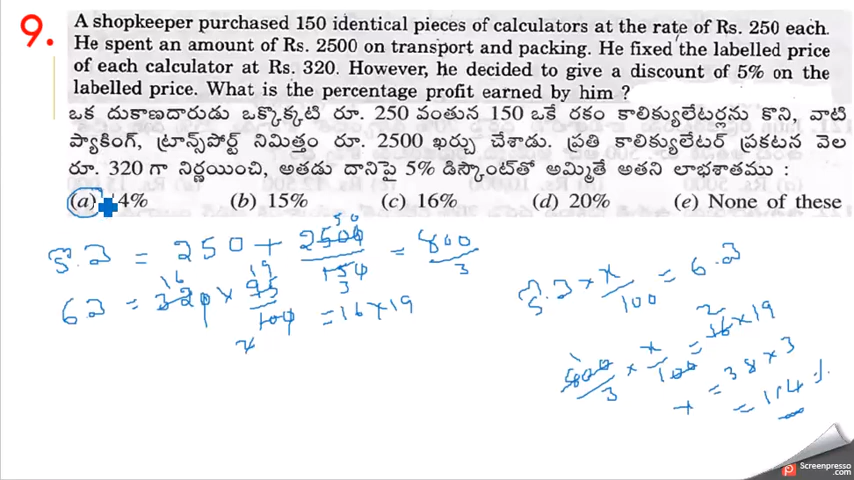 9. A shopkeeper purchased 150 identical pieces of calculators at the rate of Rs. 250 each.
He spent an amount of Rs. 2500 on transport and packing. He fixed the labelled price
of each calculator at Rs. 320. However, he decided to give a discount of 5% on the
labelled price. What is the percentage profit earned by him ?
ఒక దుకాణదారుడు ఒక్కొక్కటి రూ. 250 వంతున 150 ఒకే రకం కాలిక్యులేటర్లను కొని, వాటి
ప్యాకింగ్, ట్రాన్స్‌పోర్ట్ నిమిత్తం రూ. 2500 ఖర్చు చేశాడు. ప్రతి కాలిక్యులేటర్ ప్రకటన వెల
రూ. 320 గా నిర్ణయించి, అతడు దానిపై 5% డిస్కౌంట్‌తో అమ్మితే అతని లాభశాతము :
(a) 14% (b) 15% (c) 16% (d) 20% (e) None of these
= 250 + 2500/150 = 800/3
= 320 × 95/100 = 16 × 19
× x/100 =
800/3 × x/100 = 16 × 19
x = 38 × 3
= 114 %
Screenpresso.com